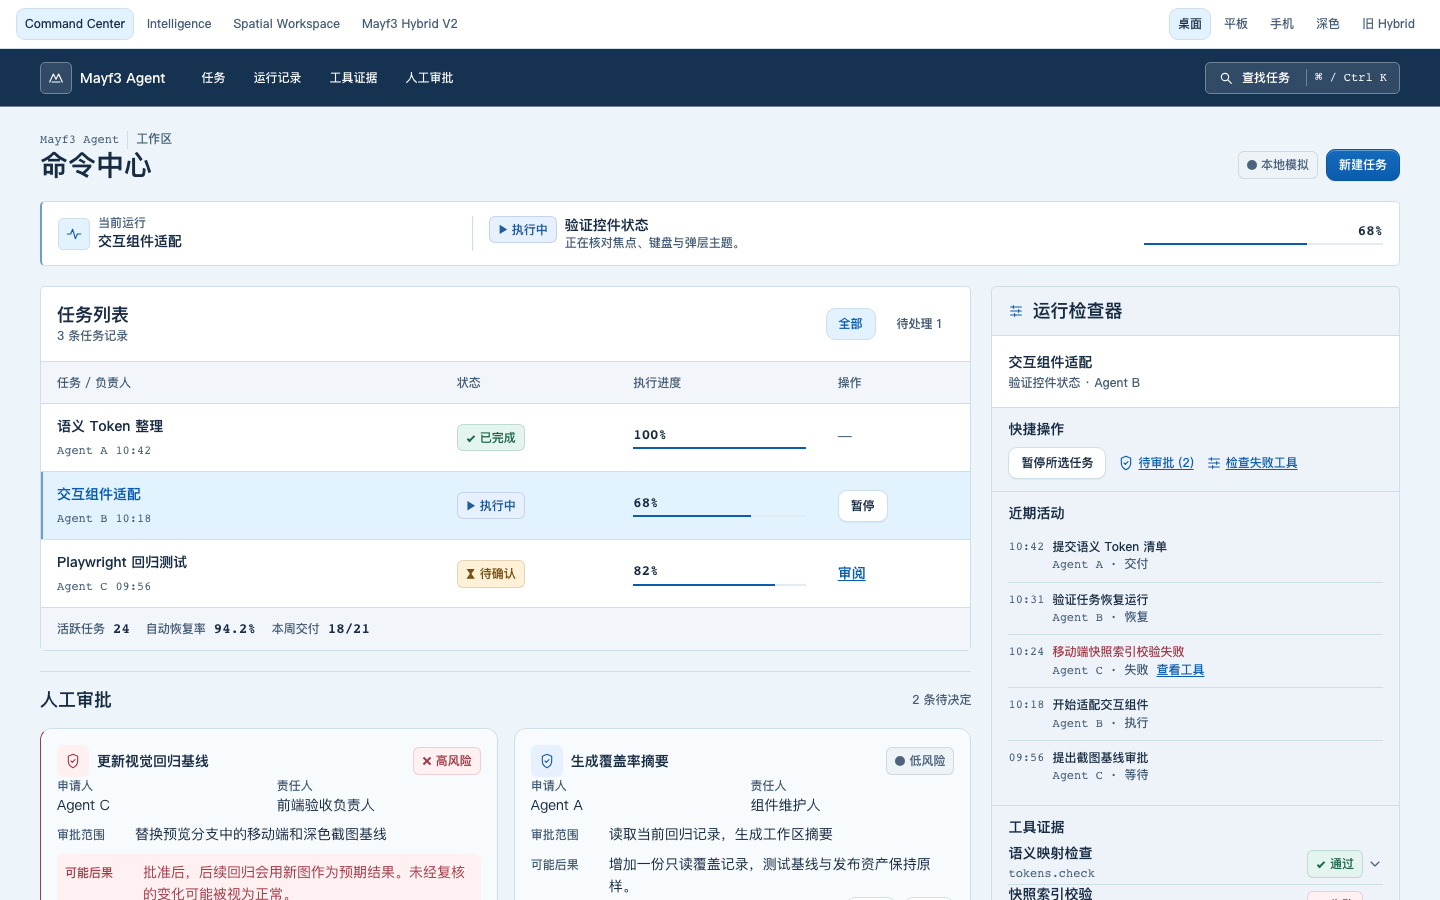 Command Center Intelligence Spatial Workspace Mayf3 Hybrid V2 桌面 平板 手机 深色 旧 Hybrid
Mayf3 Agent 任务 运行记录 工具证据 人工审批 查找任务 ⌘ / Ctrl K
Mayf3 Agent 工作区
命令中心
本地模拟 新建任务
当前运行
交互组件适配
执行中
验证控件状态
正在核对焦点、键盘与弹层主题。
68%
任务列表
3 条任务记录
全部 待处理 1
任务 / 负责人 状态 执行进度 操作
语义 Token 整理
Agent A 10:42
已完成
100%
—
交互组件适配
Agent B 10:18
执行中
68%
暂停
Playwright 回归测试
Agent C 09:56
待确认
82%
审阅
活跃任务 24 自动恢复率 94.2% 本周交付 18/21
人工审批
2 条待决定
更新视觉回归基线
高风险
申请人 责任人
Agent C 前端验收负责人
审批范围 替换预览分支中的移动端和深色截图基线
可能后果 批准后，后续回归会用新图作为预期结果。未经复核
的变化可能被视为正常。
生成覆盖率摘要
低风险
申请人 责任人
Agent A 组件维护人
审批范围 读取当前回归记录，生成工作区摘要
可能后果 增加一份只读覆盖记录，测试基线与发布资产保持原
样。
运行检查器
交互组件适配
验证控件状态 · Agent B
快捷操作
暂停所选任务 待审批 (2) 检查失败工具
近期活动
10:42 提交语义 Token 清单
Agent A · 交付
10:31 验证任务恢复运行
Agent B · 恢复
10:24 移动端快照索引校验失败
Agent C · 失败 查看工具
10:18 开始适配交互组件
Agent B · 执行
09:56 提出截图基线审批
Agent C · 等待
工具证据
语义映射检查
tokens.check
通过
快照索引校验